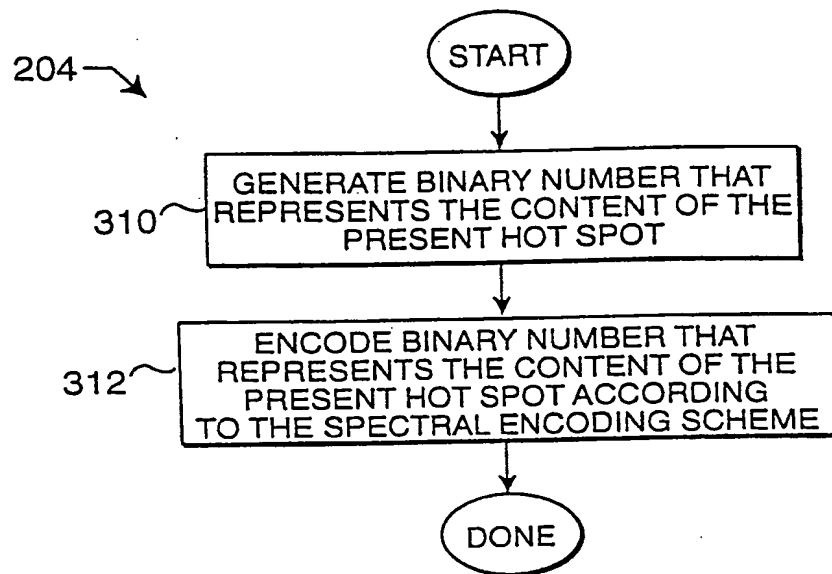 START
204
GENERATE BINARY NUMBER THAT
REPRESENTS THE CONTENT OF THE
PRESENT HOT SPOT
310
ENCODE BINARY NUMBER THAT
REPRESENTS THE CONTENT OF THE
PRESENT HOT SPOT ACCORDING
TO THE SPECTRAL ENCODING SCHEME
312
DONE